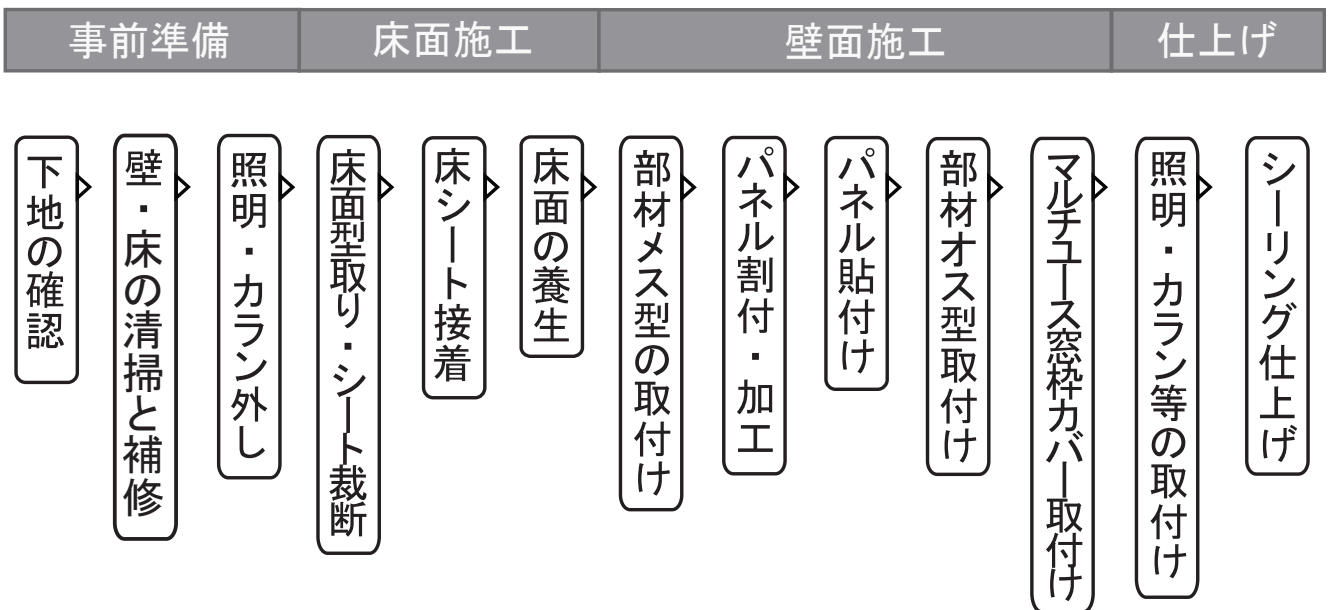 事前準備
床面施工
壁面施工
仕上げ
下地の確認
壁・床の清掃と補修
照明・カラン外し
床面型取り・シート裁断
床シート接着
床面の養生
部材メス型の取付け
パネル割付・加工
パネル貼付け
部材オス型取付け
マルチユース窓枠カバー取付け
照明・カラン等の取付け
シーリング仕上げ